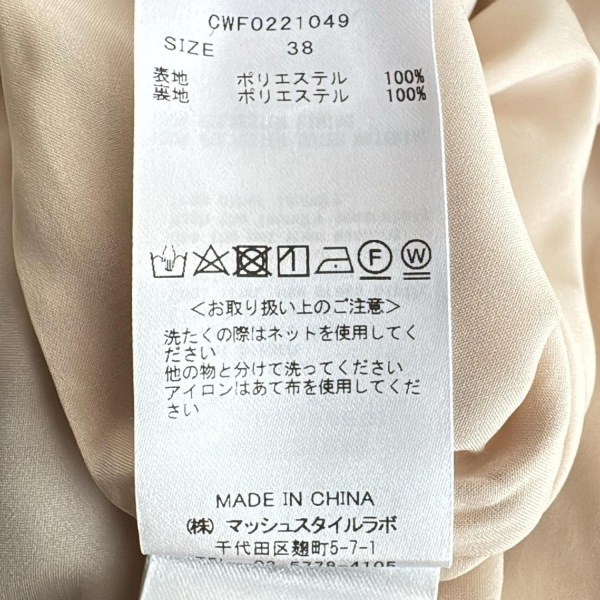 CWF0221049
SIZE 38
表地 ポリエステル 100%
裏地 ポリエステル 100%
F W
<お取り扱い上のご注意>
洗たくの際はネットを使用してく
ださい
他の物と分けて洗ってください
アイロンはあて布を使用してくだ
さい
MADE IN CHINA
(株) マッシュスタイルラボ
千代田区麹町5-7-1
TEL 03-5778-4105